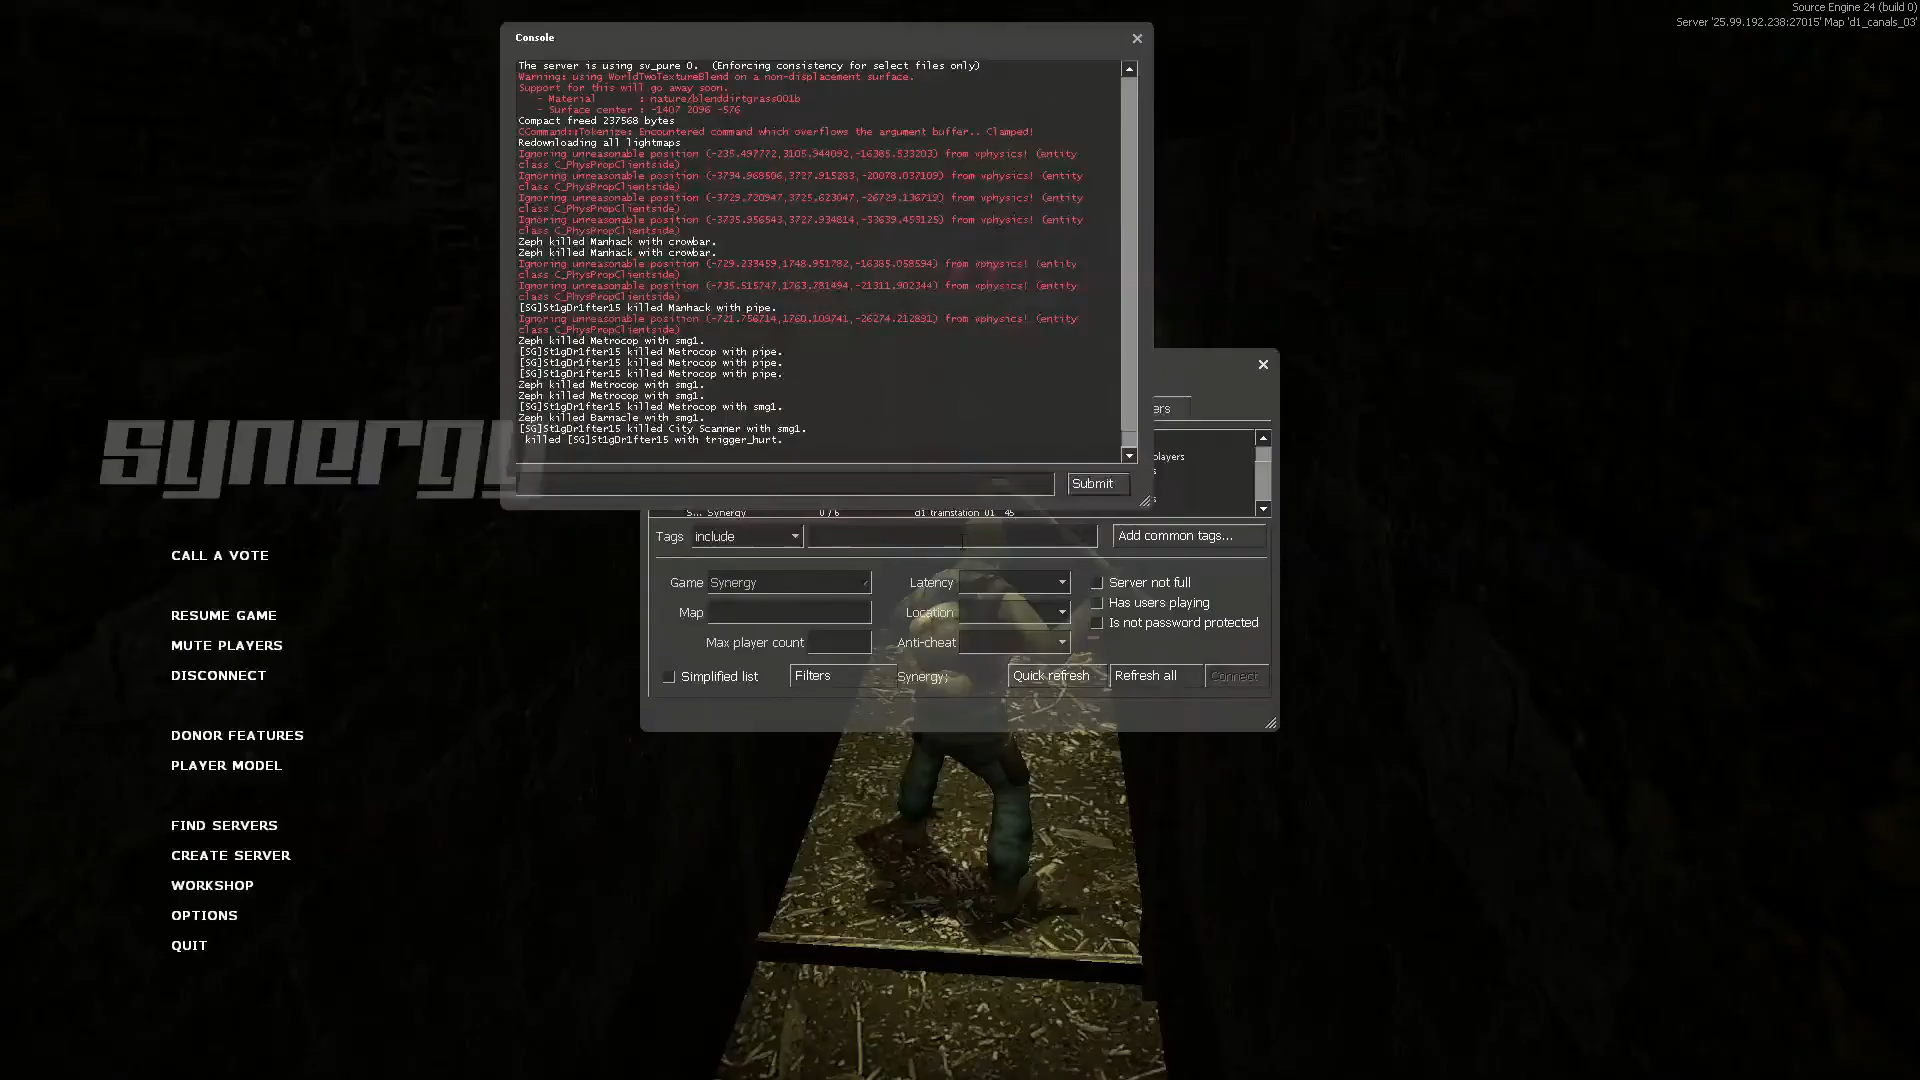 Source Engine 24 (build 0)
Server '25.99.192.238:27015' Map 'd1_canals_03'
Console
The server is using sv_pure 0.  (Enforcing consistency for select files only)
Warning: using WorldTwoTextureBlend on a non-displacement surface.
Support for this will go away soon.
- Material : nature/blenddirtgrass001b
- Surface center : -1407 2096 -576
Compact freed 237568 bytes
CCommand::Tokenize: Encountered command which overflows the argument buffer.. Clamped!
Redownloading all lightmaps
Ignoring unreasonable position (-235.497772,3105.944092,-16385.533203) from vphysics! (entity
class C_PhysPropClientside)
Ignoring unreasonable position (-3734.968506,3727.915283,-20078.037109) from vphysics! (entity
class C_PhysPropClientside)
Ignoring unreasonable position (-3729.720947,3725.623047,-26729.136719) from vphysics! (entity
class C_PhysPropClientside)
Ignoring unreasonable position (-3735.956543,3727.934814,-33639.453125) from vphysics! (entity
class C_PhysPropClientside)
Zeph killed Manhack with crowbar.
Zeph killed Manhack with crowbar.
Ignoring unreasonable position (-729.233459,1748.951782,-16385.058594) from vphysics! (entity
class C_PhysPropClientside)
Ignoring unreasonable position (-735.515747,1763.781494,-21311.902344) from vphysics! (entity
class C_PhysPropClientside)
[SG]St1gDr1fter15 killed Manhack with pipe.
Ignoring unreasonable position (-721.756714,1760.109741,-26274.212891) from vphysics! (entity
class C_PhysPropClientside)
Zeph killed Metrocop with smg1.
[SG]St1gDr1fter15 killed Metrocop with pipe.
[SG]St1gDr1fter15 killed Metrocop with pipe.
[SG]St1gDr1fter15 killed Metrocop with pipe.
Zeph killed Metrocop with smg1.
Zeph killed Metrocop with smg1.
[SG]St1gDr1fter15 killed Metrocop with smg1.
Zeph killed Barnacle with smg1.
[SG]St1gDr1fter15 killed City Scanner with smg1.
killed [SG]St1gDr1fter15 with trigger_hurt.
Submit
ers
players
S... Synergy 0 / 6 d1_trainstation_01 45
Tags include Add common tags...
Game Synergy Latency Server not full
Has users playing
Map Location
Is not password protected
Max player count Anti-cheat
Simplified list Filters Synergy; Quick refresh Refresh all Connect
synergy
CALL A VOTE
RESUME GAME
MUTE PLAYERS
DISCONNECT
DONOR FEATURES
PLAYER MODEL
FIND SERVERS
CREATE SERVER
WORKSHOP
OPTIONS
QUIT